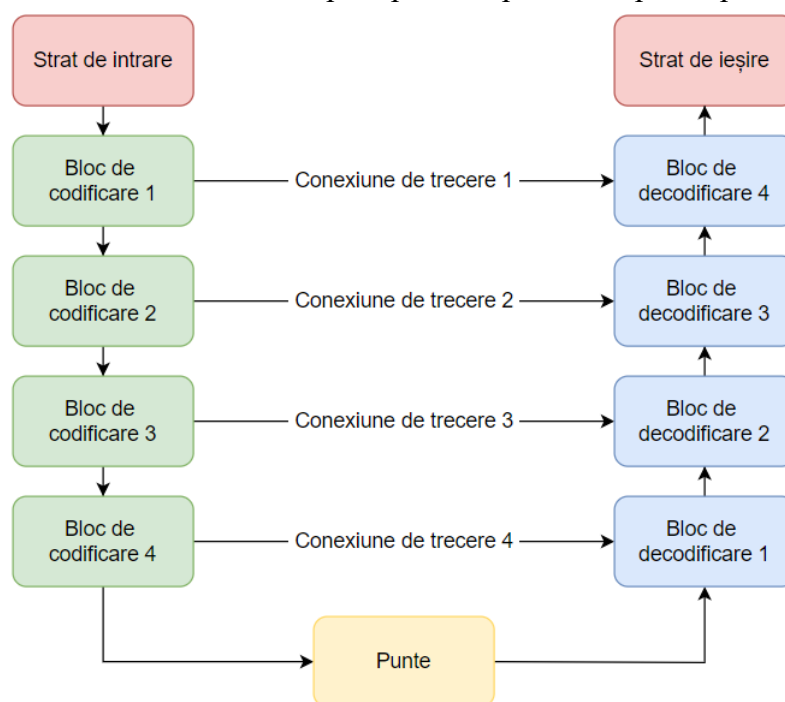 Strat de intrare
Strat de ieșire
Bloc de
codificare 1
Conexiune de trecere 1
Bloc de
decodificare 4
Bloc de
codificare 2
Conexiune de trecere 2
Bloc de
decodificare 3
Bloc de
codificare 3
Conexiune de trecere 3
Bloc de
decodificare 2
Bloc de
codificare 4
Conexiune de trecere 4
Bloc de
decodificare 1
Punte